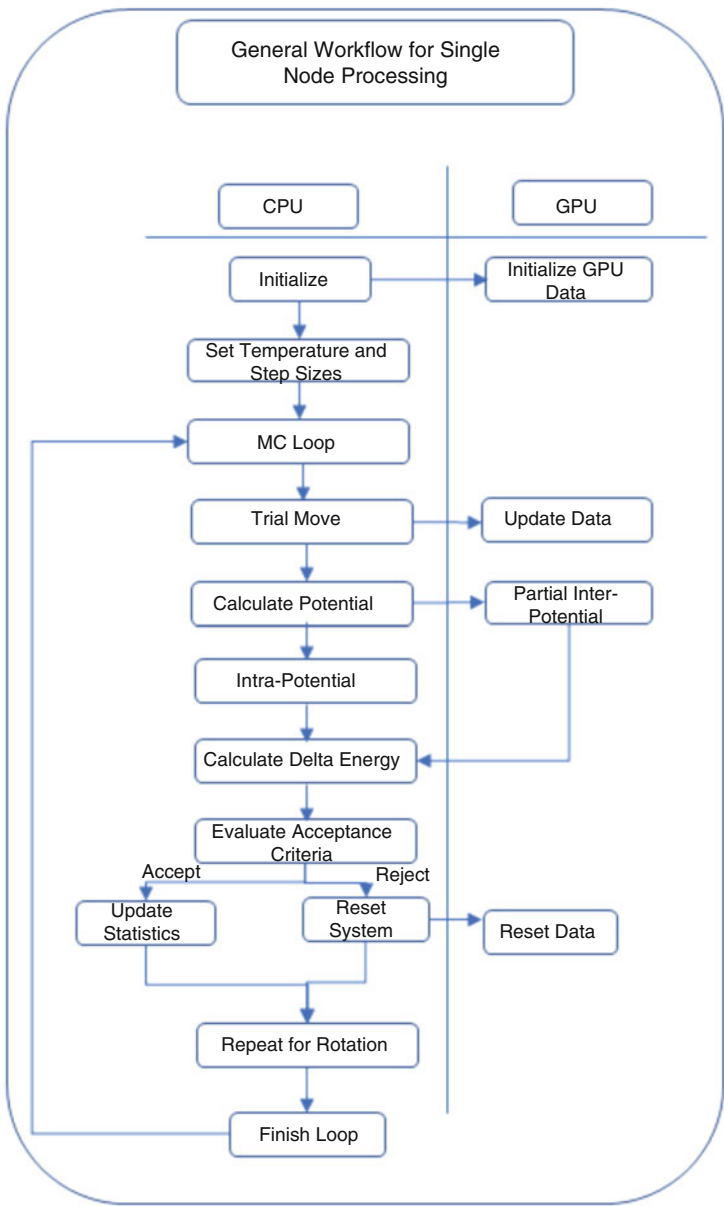 General Workflow for Single
Node Processing
CPU
GPU
Initialize
Initialize GPU
Data
Set Temperature and
Step Sizes
MC Loop
Trial Move
Update Data
Calculate Potential
Partial Inter-
Potential
Intra-Potential
Calculate Delta Energy
Evaluate Acceptance
Criteria
Accept
Reject
Update
Statistics
Reset
System
Reset Data
Repeat for Rotation
Finish Loop